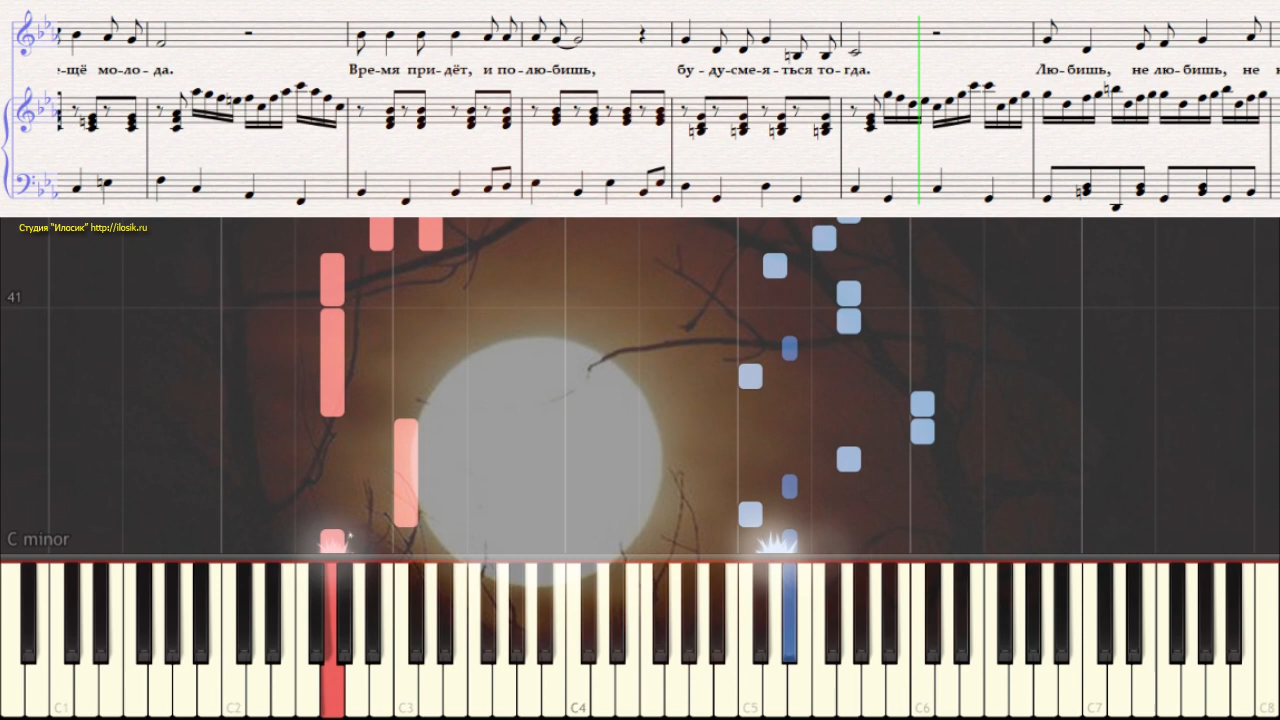 -щё мо-ло-да. Вре-мя при-дёт, и по-лю-бишь, бу-ду-сме-я-ться то-гда. Лю-бишь, не лю-бишь, не
Студия "Илосик" http://ilosik.ru
41
C minor
C1 C2 C3 C4 C5 C6 C7 C8